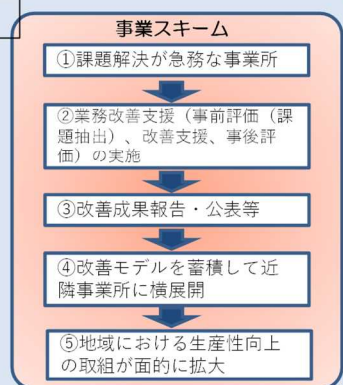 事業スキーム
①課題解決が急務な事業所
②業務改善支援（事前評価（課
題抽出）、改善支援、事後評
価）の実施
③改善成果報告・公表等
④改善モデルを蓄積して近
隣事業所に横展開
⑤地域における生産性向上
の取組が面的に拡大